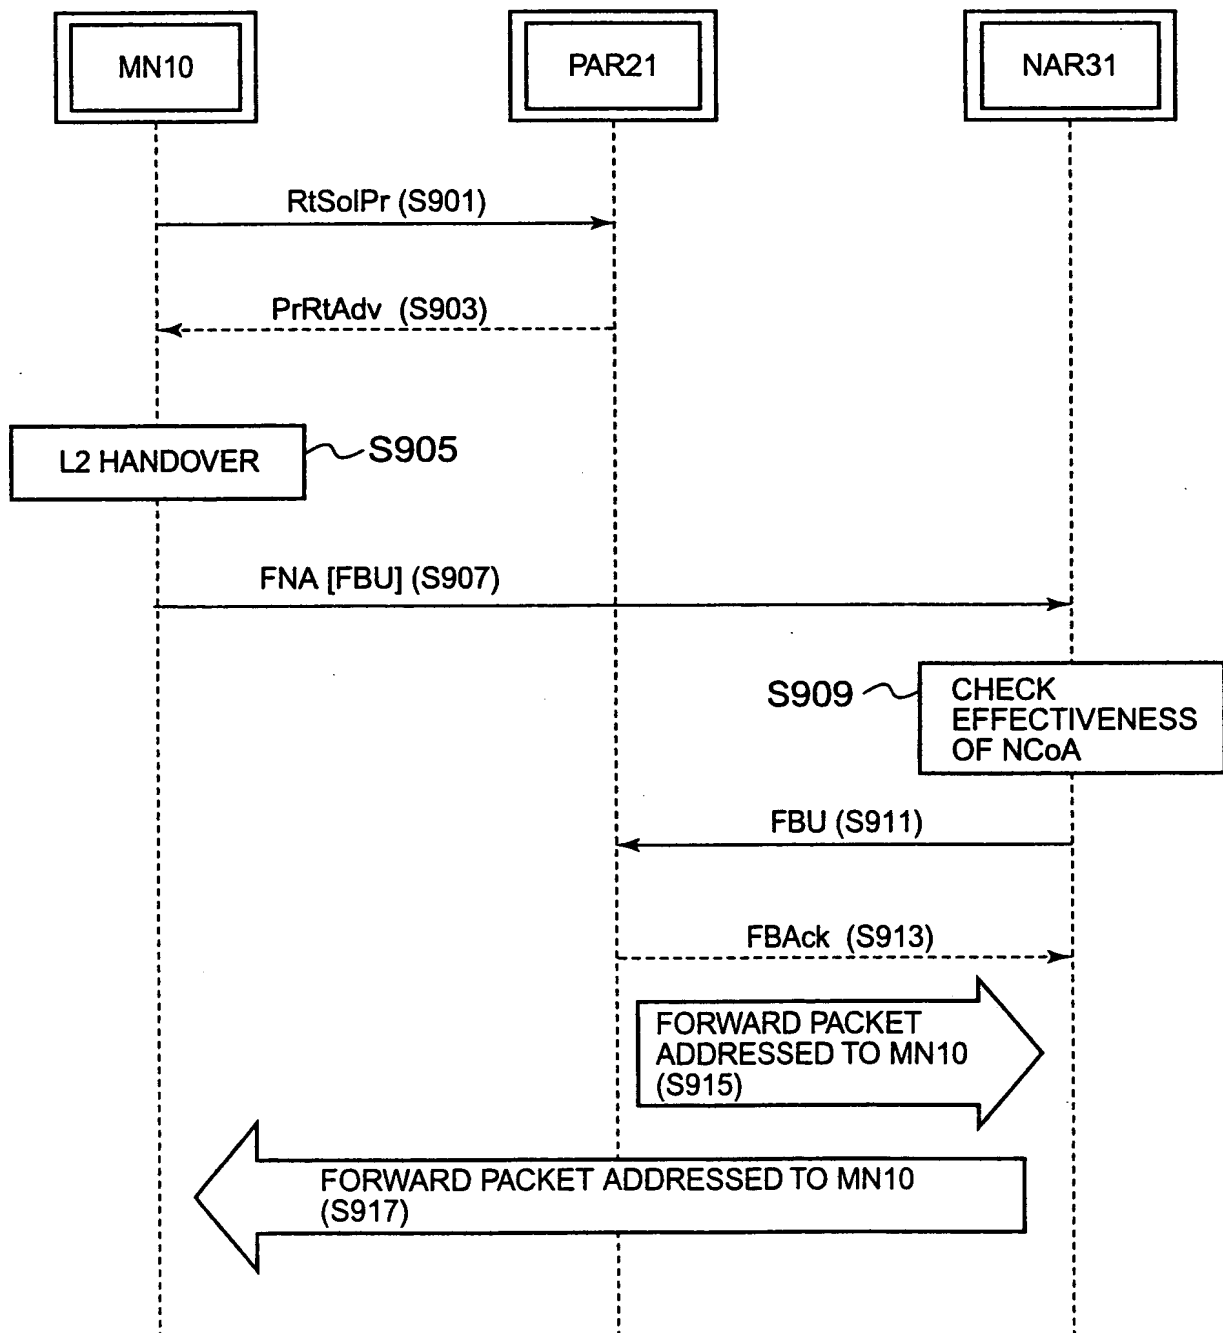 MN10
PAR21
NAR31
RtSolPr (S901)
PrRtAdv (S903)
L2 HANDOVER
S905
FNA [FBU] (S907)
S909
CHECK
EFFECTIVENESS
OF NCoA
FBU (S911)
FBAck (S913)
FORWARD PACKET
ADDRESSED TO MN10
(S915)
FORWARD PACKET ADDRESSED TO MN10
(S917)